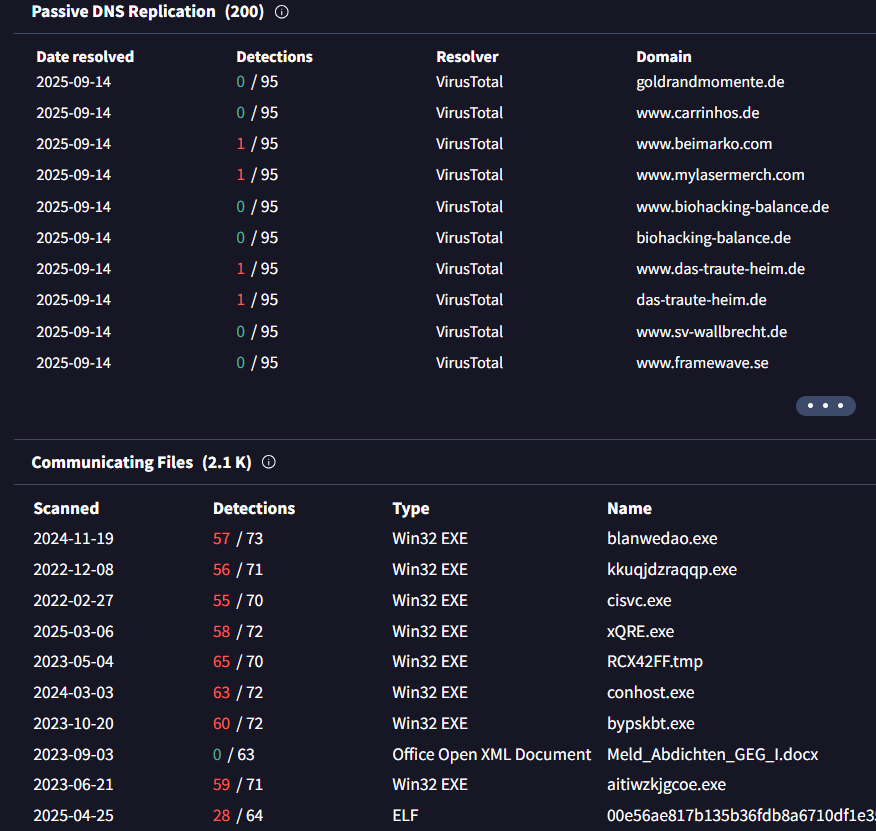 Passive DNS Replication (200)
Date resolved Detections Resolver Domain
2025-09-14 0 / 95 VirusTotal goldrandmomente.de
2025-09-14 0 / 95 VirusTotal www.carrinhos.de
2025-09-14 1 / 95 VirusTotal www.beimarko.com
2025-09-14 1 / 95 VirusTotal www.mylasermerch.com
2025-09-14 0 / 95 VirusTotal www.biohacking-balance.de
2025-09-14 0 / 95 VirusTotal biohacking-balance.de
2025-09-14 1 / 95 VirusTotal www.das-traute-heim.de
2025-09-14 1 / 95 VirusTotal das-traute-heim.de
2025-09-14 0 / 95 VirusTotal www.sv-wallbrecht.de
2025-09-14 0 / 95 VirusTotal www.framewave.se
Communicating Files (2.1 K)
Scanned Detections Type Name
2024-11-19 57 / 73 Win32 EXE blanwedao.exe
2022-12-08 56 / 71 Win32 EXE kkuqjdzraqqp.exe
2022-02-27 55 / 70 Win32 EXE cisvc.exe
2025-03-06 58 / 72 Win32 EXE xQRE.exe
2023-05-04 65 / 70 Win32 EXE RCX42FF.tmp
2024-03-03 63 / 72 Win32 EXE conhost.exe
2023-10-20 60 / 72 Win32 EXE bypskbt.exe
2023-09-03 0 / 63 Office Open XML Document Meld_Abdichten_GEG_I.docx
2023-06-21 59 / 71 Win32 EXE aitiwzkjgcoe.exe
2025-04-25 28 / 64 ELF